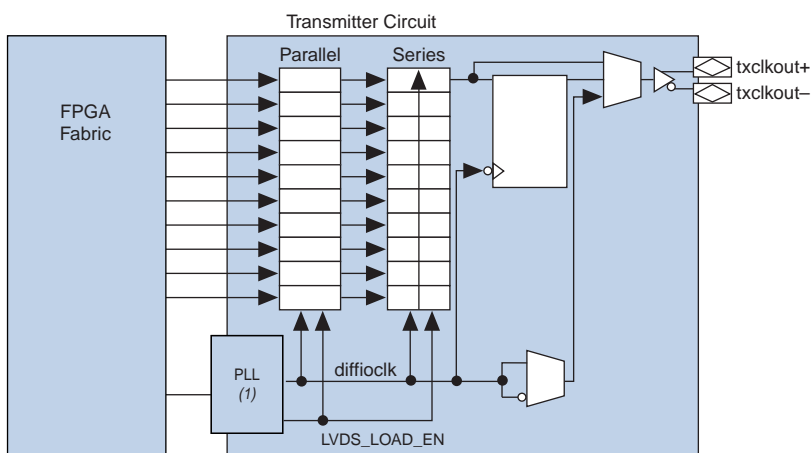 Transmitter Circuit
Parallel
Series
txclkout+
txclkout–
FPGA
Fabric
PLL
(1)
diffioclk
LVDS_LOAD_EN